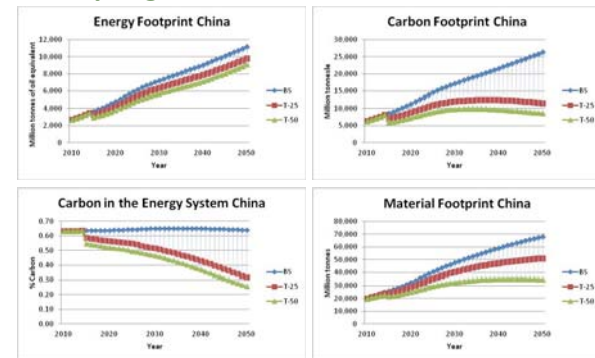 Energy Footprint China
Million tonnes of oil equivalent
12,000
10,000
8,000
6,000
4,000
2,000
0
2010 2020 2030 2040 2050
Year
BS
T-25
T-50
Carbon Footprint China
Million tonnes
30,000
25,000
20,000
15,000
10,000
5,000
0
2010 2020 2030 2040 2050
Year
BS
T-25
T-50
Carbon in the Energy System China
% Carbon
0.70
0.60
0.50
0.40
0.30
0.20
0.10
0.00
2010 2020 2030 2040 2050
Year
BS
T-25
T-50
Material Footprint China
Million tonnes
80,000
70,000
60,000
50,000
40,000
30,000
20,000
10,000
0
2010 2020 2030 2040 2050
Year
BS
T-25
T-50